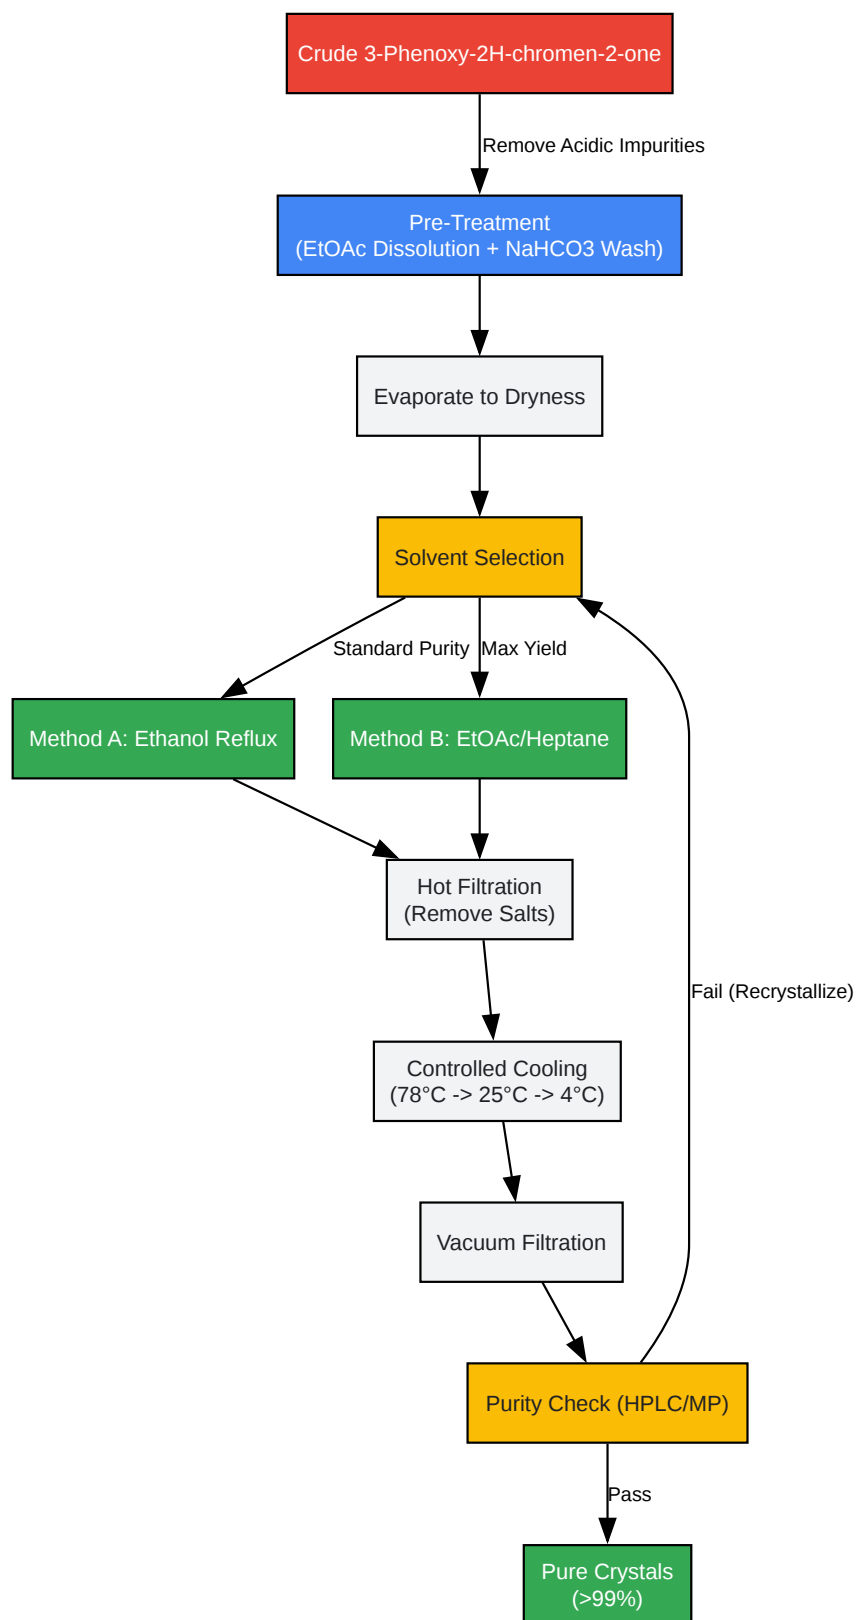 Crude 3-Phenoxy-2H-chromen-2-one
Remove Acidic Impurities
Pre-Treatment
(EtOAc Dissolution + NaHCO3 Wash)
Evaporate to Dryness
Solvent Selection
Standard Purity
Max Yield
Method A: Ethanol Reflux
Method B: EtOAc/Heptane
Hot Filtration
(Remove Salts)
Fail (Recrystallize)
Controlled Cooling
(78°C -> 25°C -> 4°C)
Vacuum Filtration
Purity Check (HPLC/MP)
Pass
Pure Crystals
(>99%)